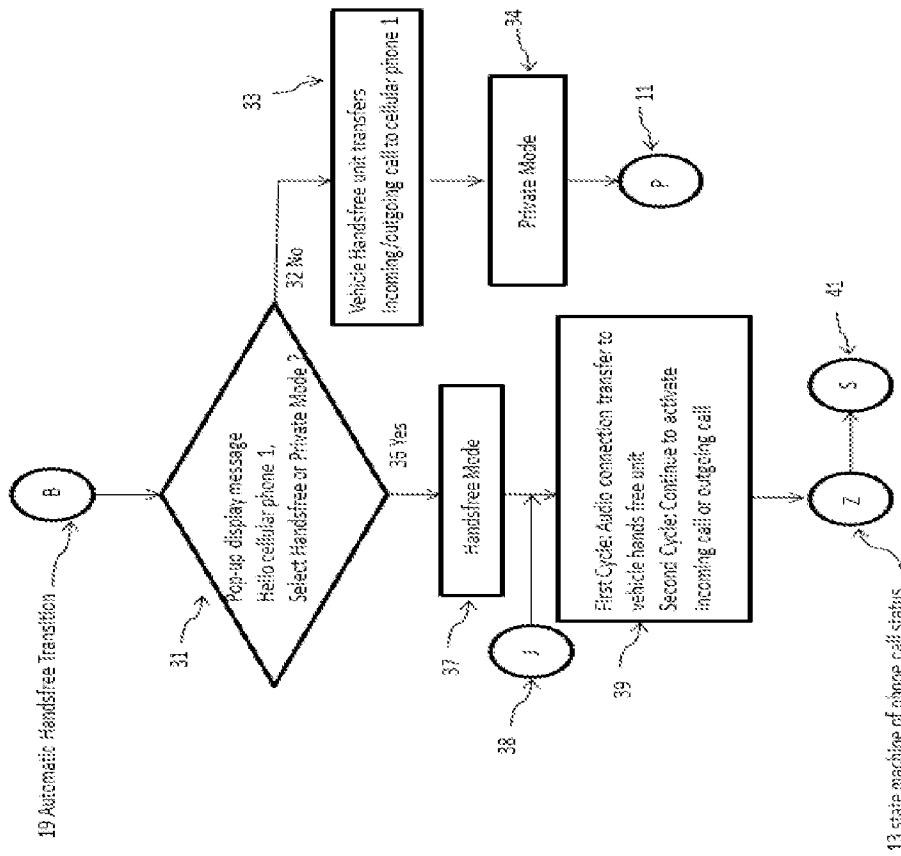 19 Automatic Handsfree Transition
B
31
Pop-up display message
Hello cellular phone 1,
Select Handsfree or Private Mode ?
32 No
33
Vehicle Handsfree unit transfers
incoming/outgoing call to cellular phone 1
34
Private Mode
P
11
36 Yes
37
Handsfree Mode
38
J
39
First Cycle: Audio connection transfer to
vehicle hands free unit
Second Cycle: Continue to activate
incoming call or outgoing call
Z
S
41
13 state machine of phone call status